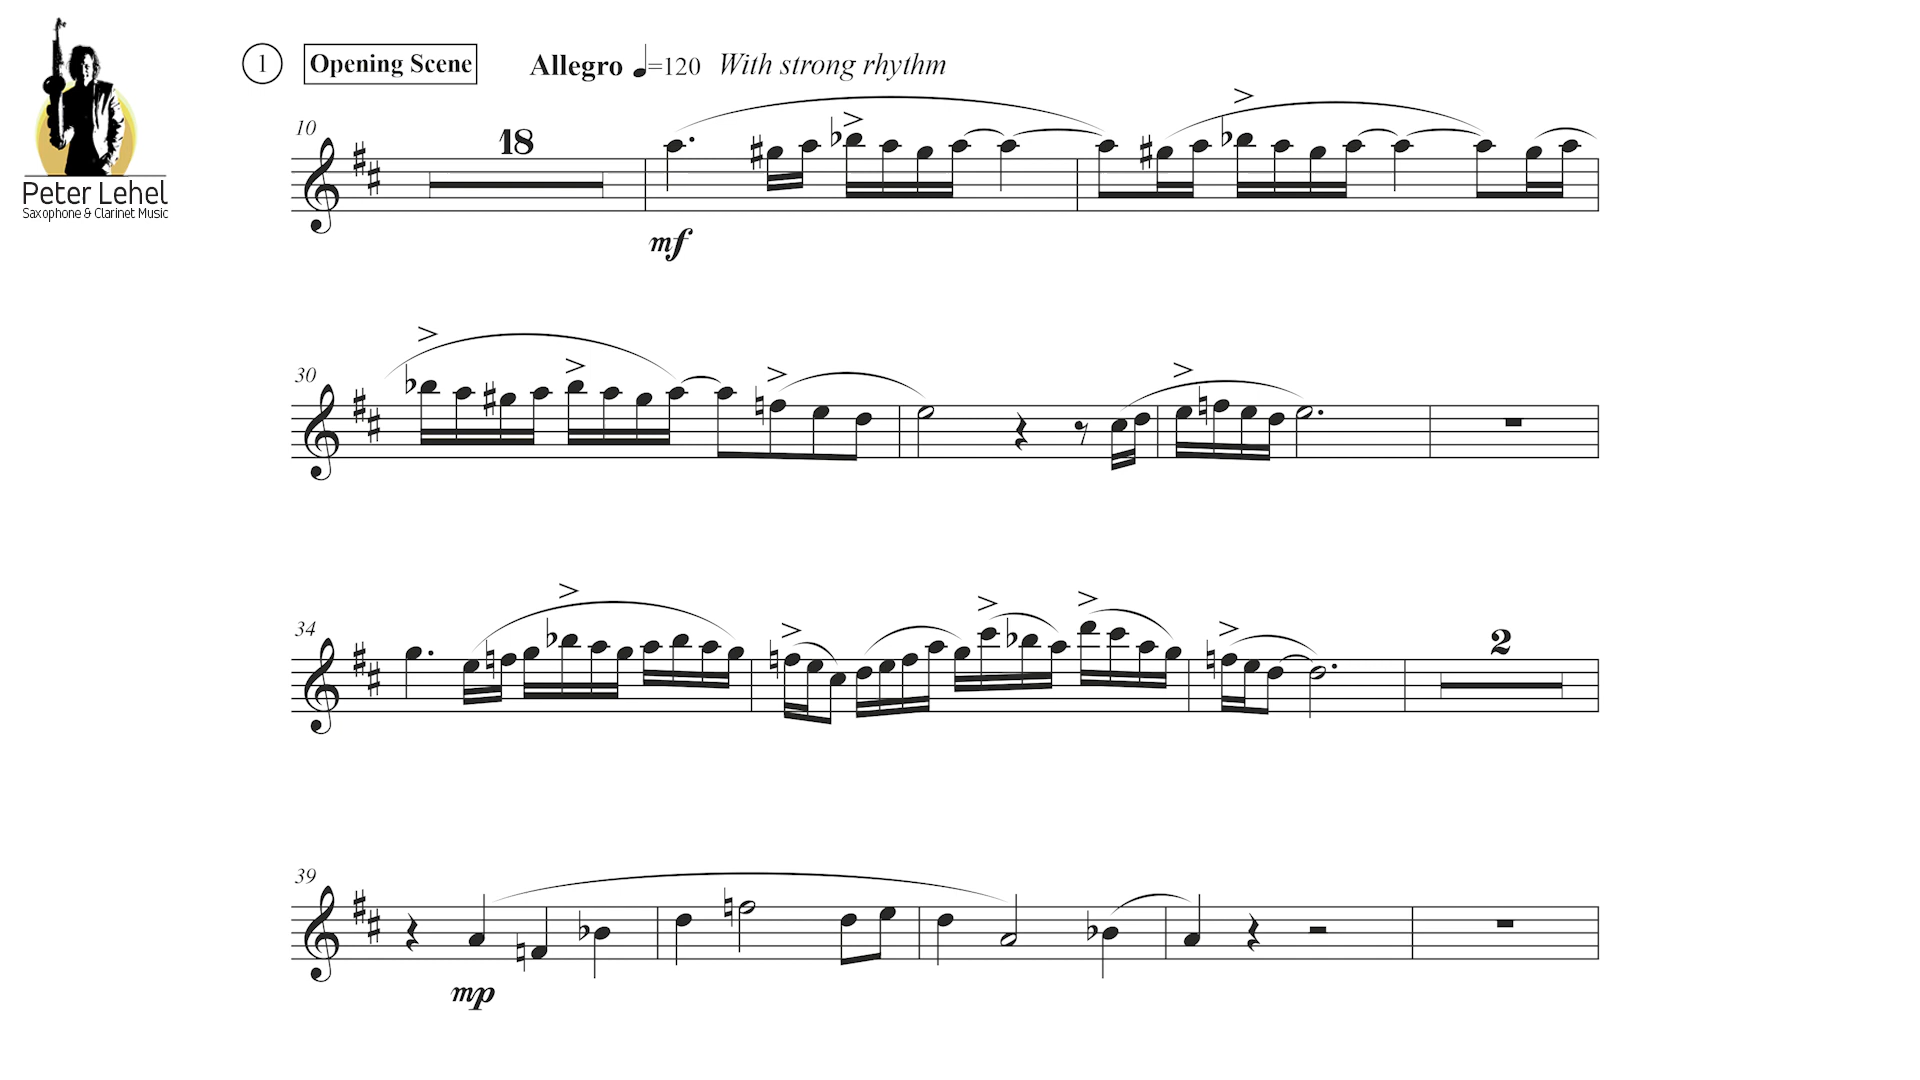 Peter Lehel
Saxophone & Clarinet Music
1 Opening Scene Allegro =120 With strong rhythm
10
18
mf
30
34
2
39
mp